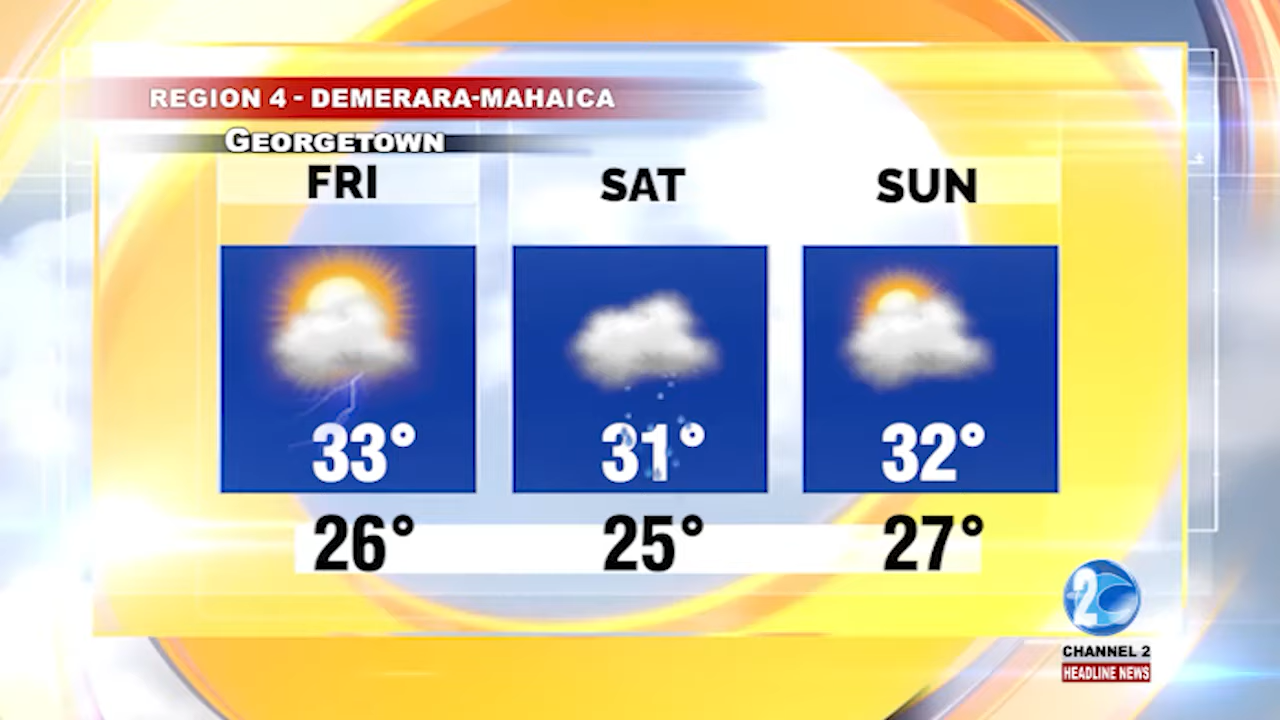 REGION 4 - DEMERARA-MAHAICA
GEORGETOWN
FRI SAT SUN
33° 31° 32°
26° 25° 27°
2
CHANNEL 2
HEADLINE NEWS